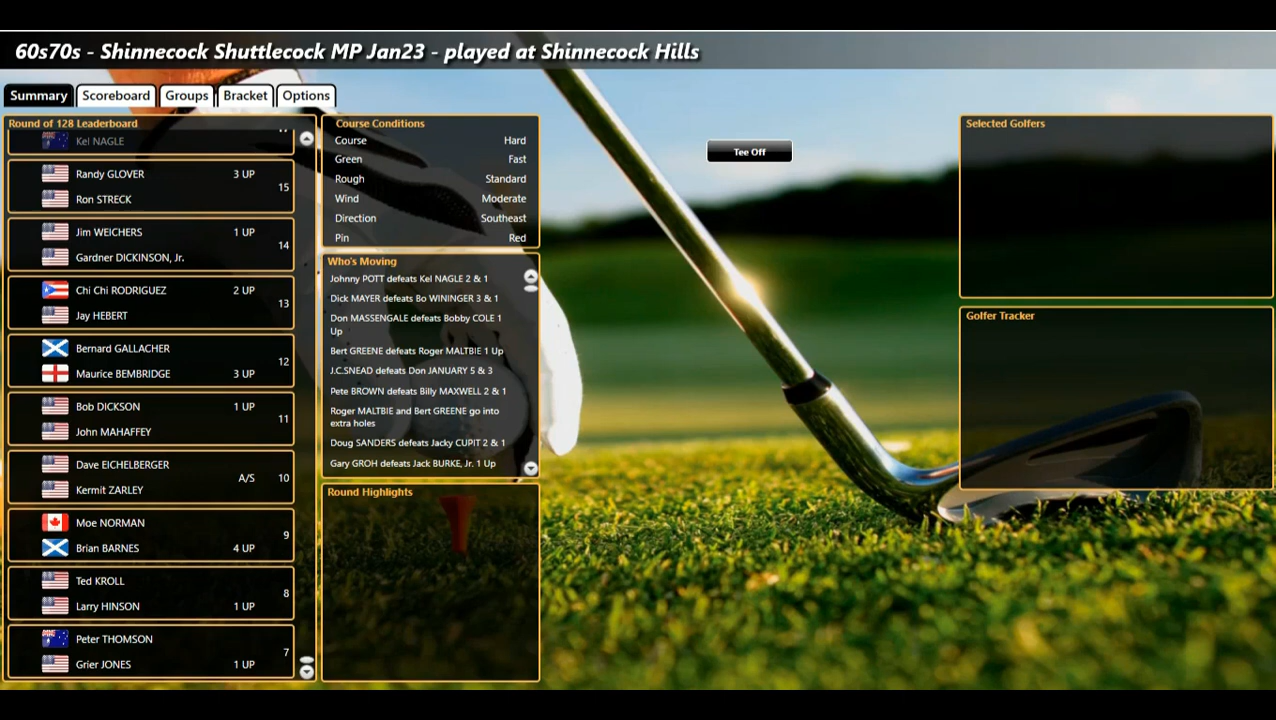 60s70s - Shinnecock Shuttlecock MP Jan23 - played at Shinnecock Hills
Summary
Scoreboard
Groups
Bracket
Options
Round of 128 Leaderboard
Kel NAGLE
Randy GLOVER 3 UP
15
Ron STRECK
Jim WEICHERS 1 UP
14
Gardner DICKINSON, Jr.
Chi Chi RODRIGUEZ 2 UP
13
Jay HEBERT
Bernard GALLACHER
12
Maurice BEMBRIDGE 3 UP
Bob DICKSON 1 UP
11
John MAHAFFEY
Dave EICHELBERGER
A/S 10
Kermit ZARLEY
Moe NORMAN
9
Brian BARNES 4 UP
Ted KROLL
8
Larry HINSON 1 UP
Peter THOMSON
7
Grier JONES 1 UP
Course Conditions
Course Hard
Green Fast
Rough Standard
Wind Moderate
Direction Southeast
Pin Red
Who's Moving
Johnny POTT defeats Kel NAGLE 2 & 1
Dick MAYER defeats Bo WININGER 3 & 1
Don MASSENGALE defeats Bobby COLE 1
Up
Bert GREENE defeats Roger MALTBIE 1 Up
J.C.SNEAD defeats Don JANUARY 5 & 3
Pete BROWN defeats Billy MAXWELL 2 & 1
Roger MALTBIE and Bert GREENE go into
extra holes
Doug SANDERS defeats Jacky CUPIT 2 & 1
Gary GROH defeats Jack BURKE, Jr. 1 Up
Round Highlights
Tee Off
Selected Golfers
Golfer Tracker